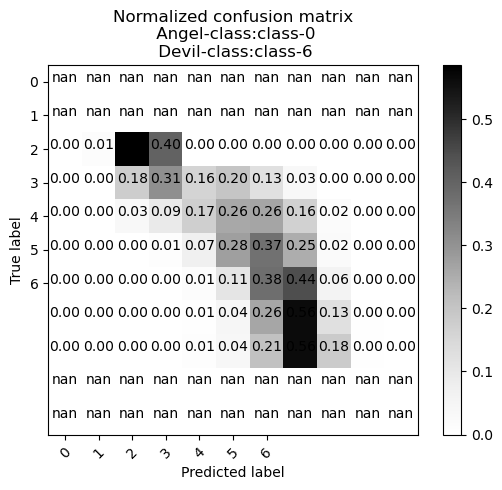 Normalized confusion matrix
Angel-class:class-0
Devil-class:class-6
0 nan nan nan nan nan nan nan nan nan nan nan
1 nan nan nan nan nan nan nan nan nan nan nan
2 0.00 0.01 0.40 0.00 0.00 0.00 0.00 0.00 0.00 0.00
3 0.00 0.00 0.18 0.31 0.16 0.20 0.13 0.03 0.00 0.00 0.00
4 0.00 0.00 0.03 0.09 0.17 0.26 0.26 0.16 0.02 0.00 0.00
5 0.00 0.00 0.00 0.01 0.07 0.28 0.37 0.25 0.02 0.00 0.00
6 0.00 0.00 0.00 0.00 0.01 0.11 0.38 0.44 0.06 0.00 0.00
0.00 0.00 0.00 0.00 0.01 0.04 0.26 0.56 0.13 0.00 0.00
0.00 0.00 0.00 0.00 0.01 0.04 0.21 0.56 0.18 0.00 0.00
nan nan nan nan nan nan nan nan nan nan nan
nan nan nan nan nan nan nan nan nan nan nan
True label
0 1 2 3 4 5 6
Predicted label
0.5
0.4
0.3
0.2
0.1
0.0